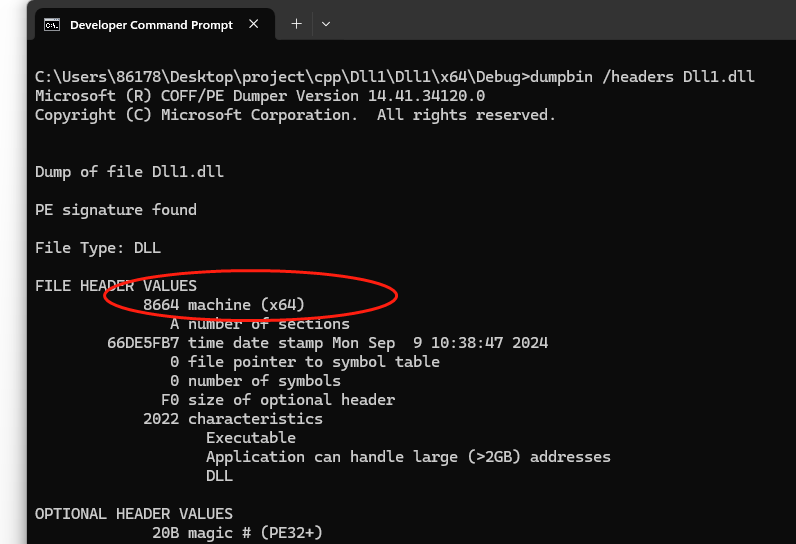 Developer Command Prompt
C:\Users\86178\Desktop\project\cpp\Dll1\Dll1\x64\Debug>dumpbin /headers Dll1.dll
Microsoft (R) COFF/PE Dumper Version 14.41.34120.0
Copyright (C) Microsoft Corporation.  All rights reserved.
Dump of file Dll1.dll
PE signature found
File Type: DLL
FILE HEADER VALUES
8664 machine (x64)
A number of sections
66DE5FB7 time date stamp Mon Sep  9 10:38:47 2024
0 file pointer to symbol table
0 number of symbols
F0 size of optional header
2022 characteristics
Executable
Application can handle large (>2GB) addresses
DLL
OPTIONAL HEADER VALUES
20B magic # (PE32+)